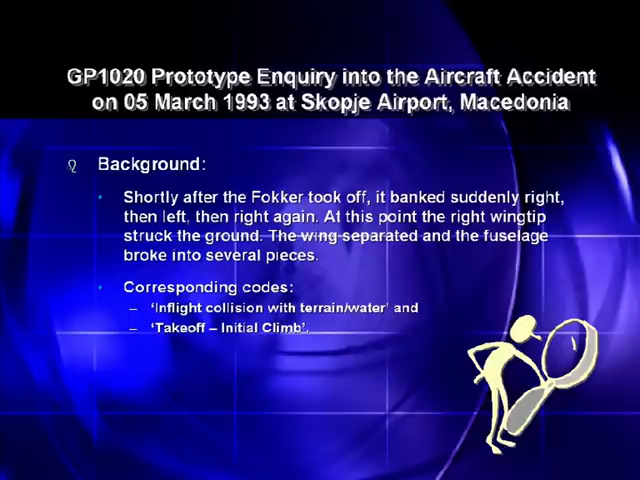 GP1020 Prototype Enquiry into the Aircraft Accident
on 05 March 1993 at Skopje Airport, Macedonia
Background:
Shortly after the Fokker took off, it banked suddenly right,
then left, then right again. At this point the right wingtip
struck the ground. The wing separated and the fuselage
broke into several pieces.
Corresponding codes:
– ‘Inflight collision with terrain/water’ and
– ‘Takeoff – Initial Climb’.